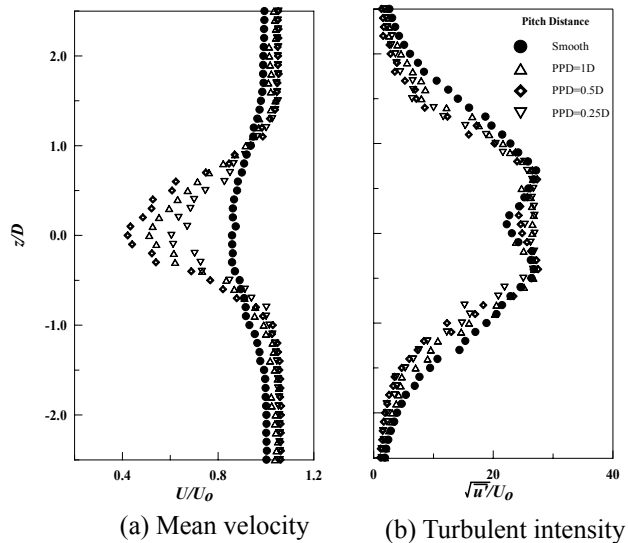 Pitch Distance
Smooth
PPD=1D
PPD=0.5D
PPD=0.25D
2.0
1.0
0.0
-1.0
-2.0
z/D
0.4 0.8 1.2
U/Uo
0 20 40
√u'/Uo
(a) Mean velocity
(b) Turbulent intensity